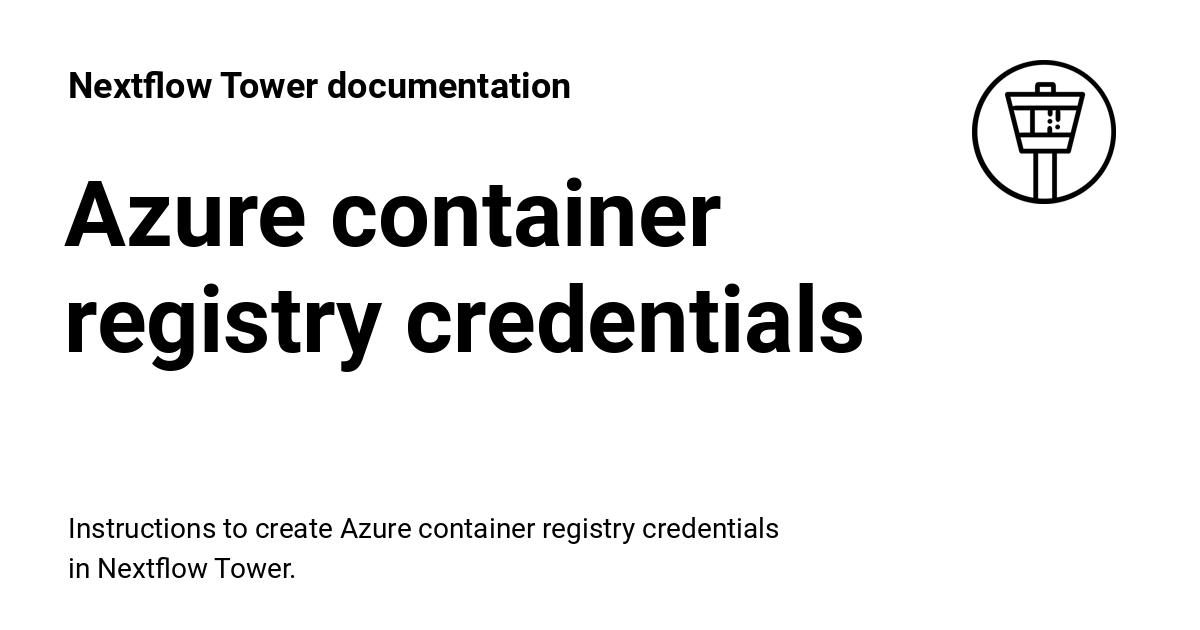 Nextflow Tower documentation
Azure container
registry credentials
Instructions to create Azure container registry credentials
in Nextflow Tower.